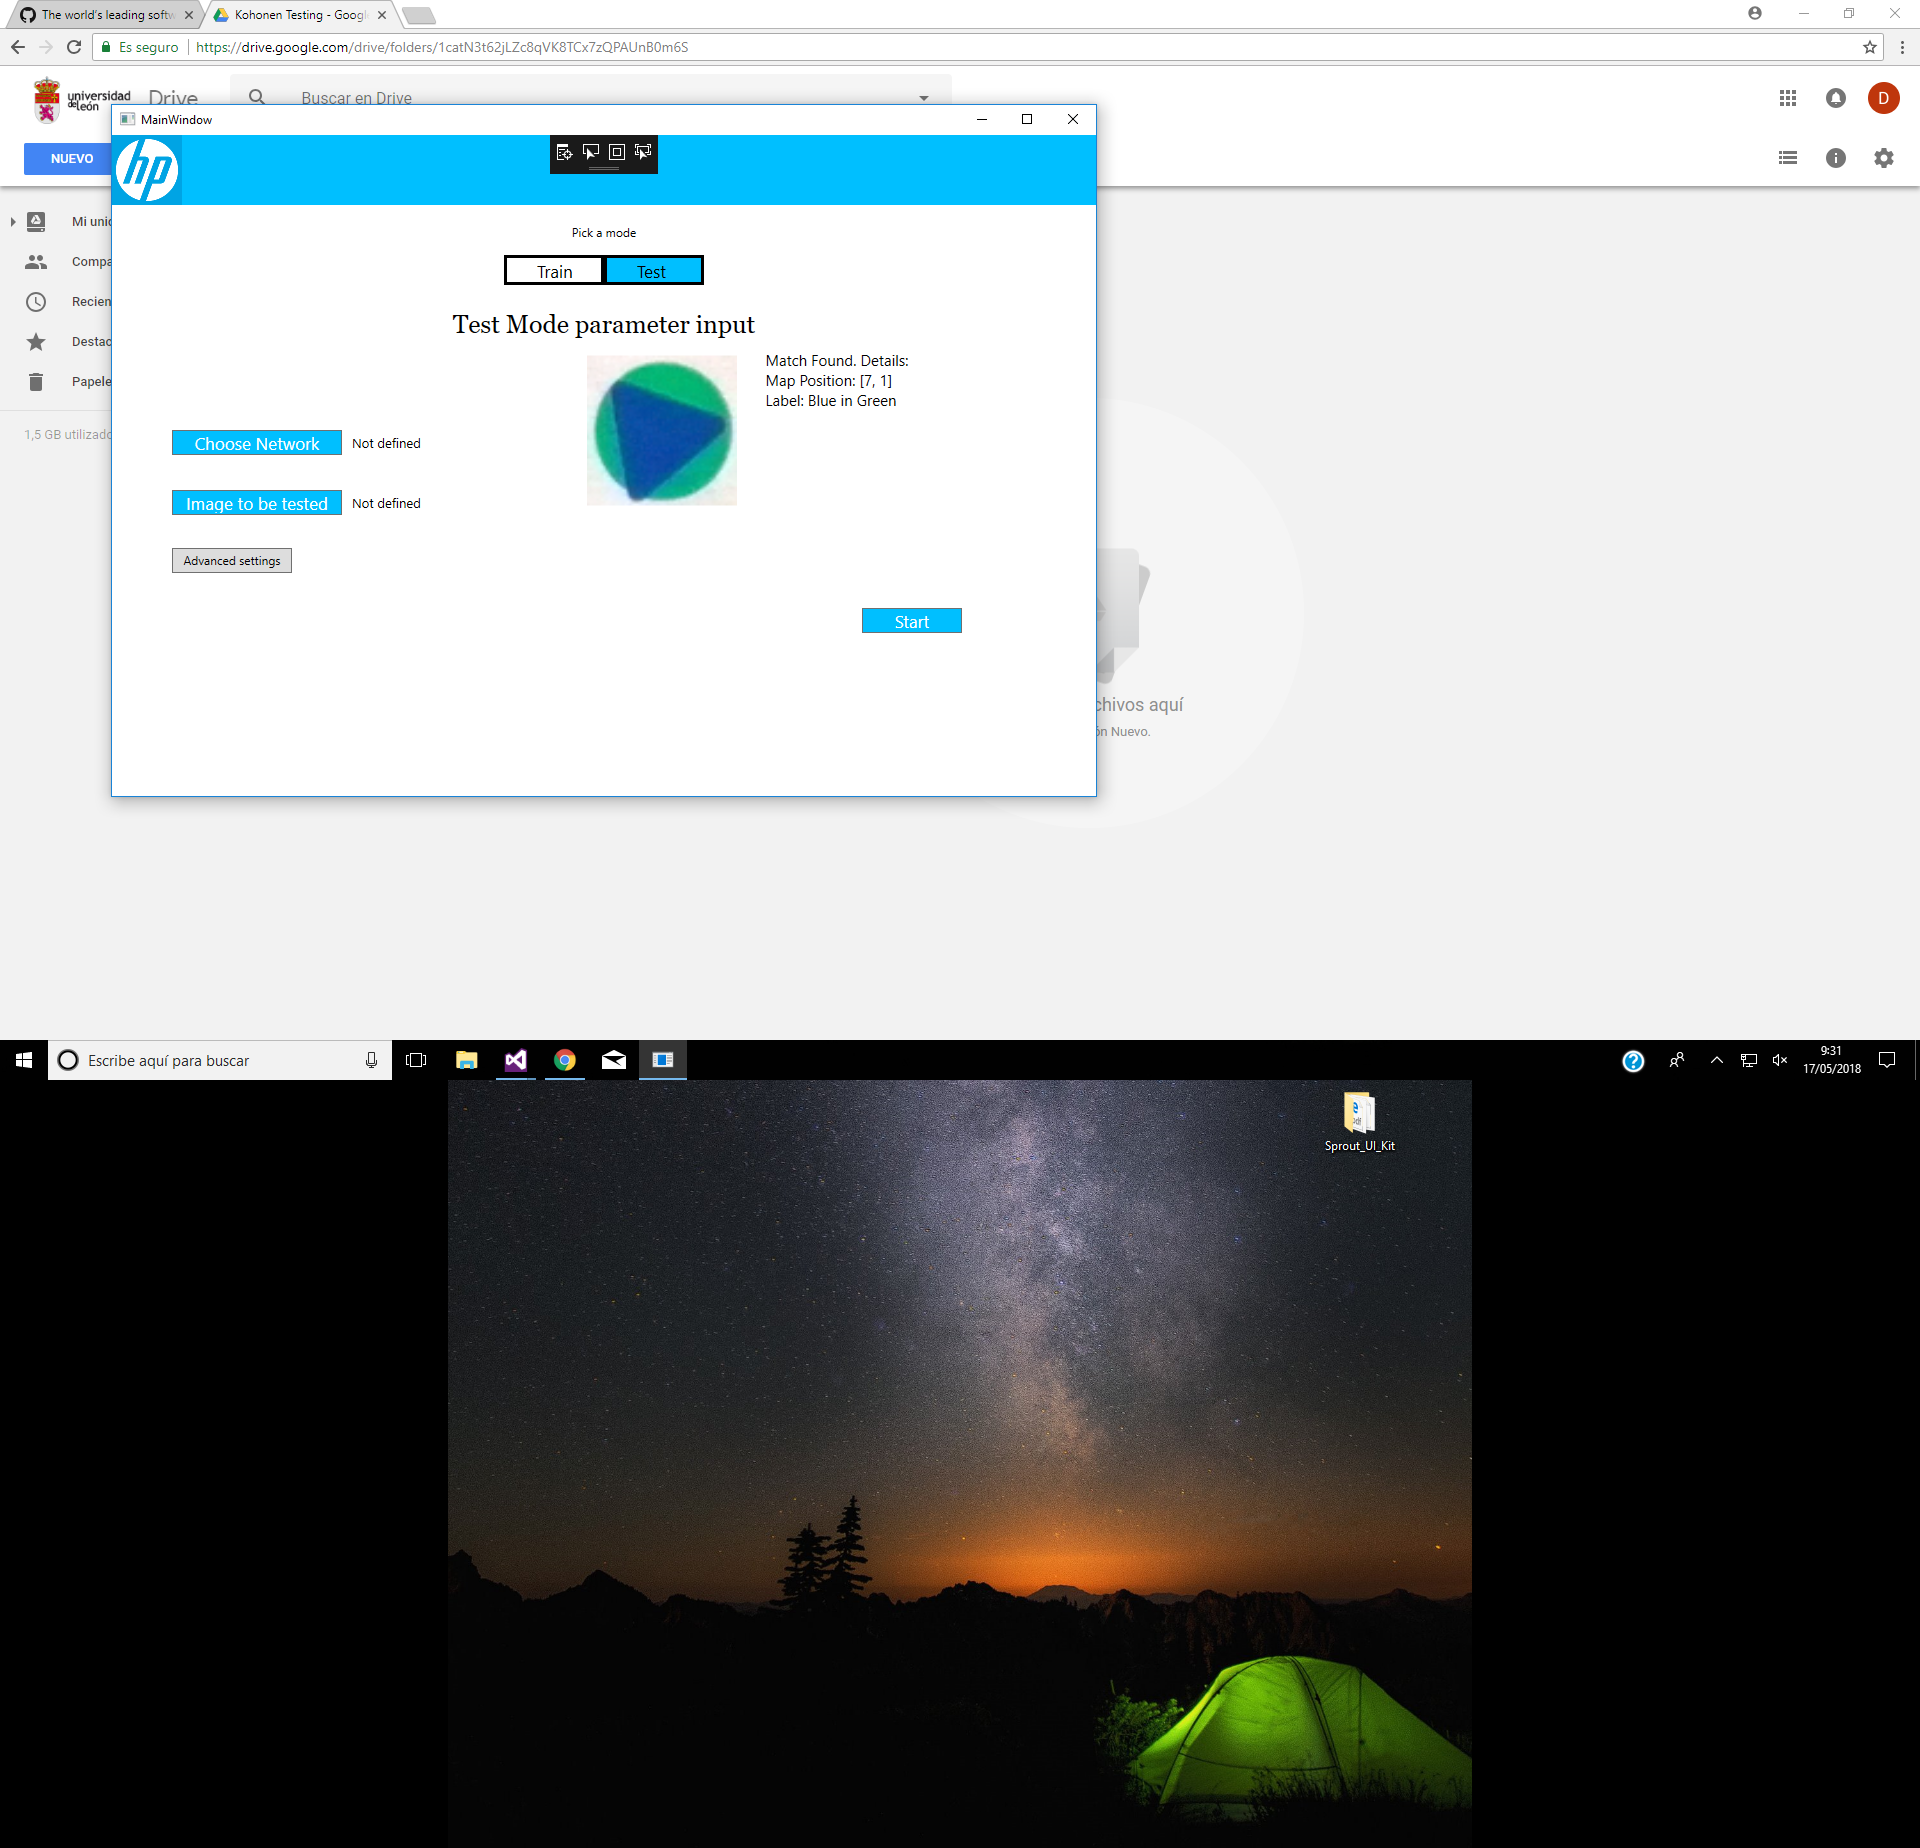 The world's leading softw
Kohonen Testing - Googl
Es seguro
https://drive.google.com/drive/folders/1catN3t62jLZc8qVK8TCx7zQPAUnB0m6S
universidad
de león
Drive
Buscar en Drive
D
MainWindow
NUEVO
hp
Mi unid
Compa
Recien
Destac
Papele
1,5 GB utilizado
Pick a mode
Train
Test
Test Mode parameter input
Match Found. Details:
Map Position: [7, 1]
Label: Blue in Green
Choose Network
Not defined
Image to be tested
Not defined
Advanced settings
Start
chivos aquí
ón Nuevo.
Escribe aquí para buscar
9:31
17/05/2018
Sprout_UI_Kit